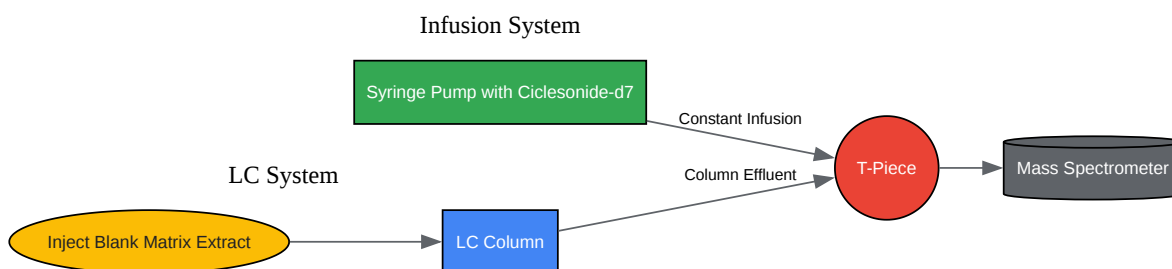 Infusion System
Syringe Pump with Ciclesonide-d7
Constant Infusion
LC System
Column Effluent
T-Piece
Mass Spectrometer
Inject Blank Matrix Extract
LC Column